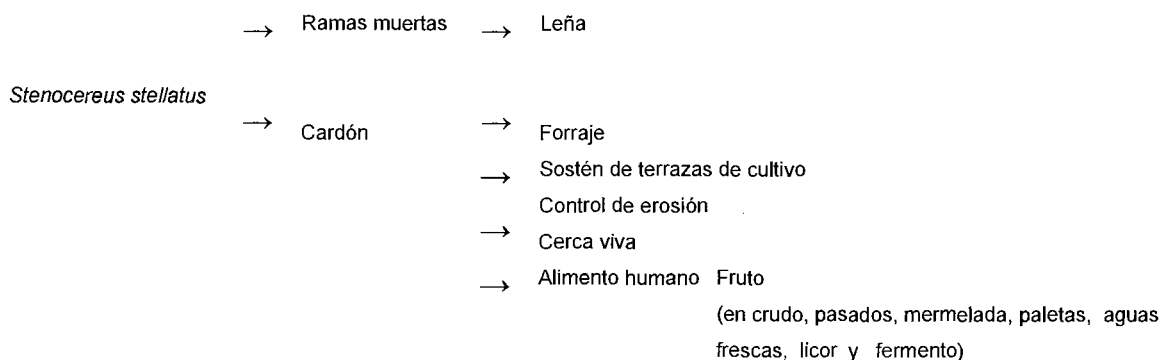 → Ramas muertas → Leña
Stenocereus stellatus
→ Cardón → Forraje
→ Sostén de terrazas de cultivo
Control de erosión
→ Cerca viva
→ Alimento humano Fruto
(en crudo, pasados, mermelada, paletas, aguas
frescas, licor y fermento)